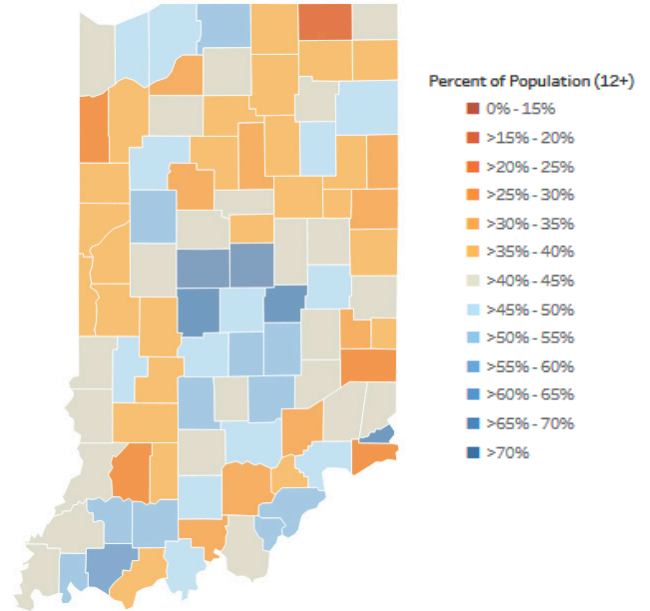 Percent of Population (12+)
0% - 15%
>15% - 20%
>20% - 25%
>25% - 30%
>30% - 35%
>35% - 40%
>40% - 45%
>45% - 50%
>50% - 55%
>55% - 60%
>60% - 65%
>65% - 70%
>70%